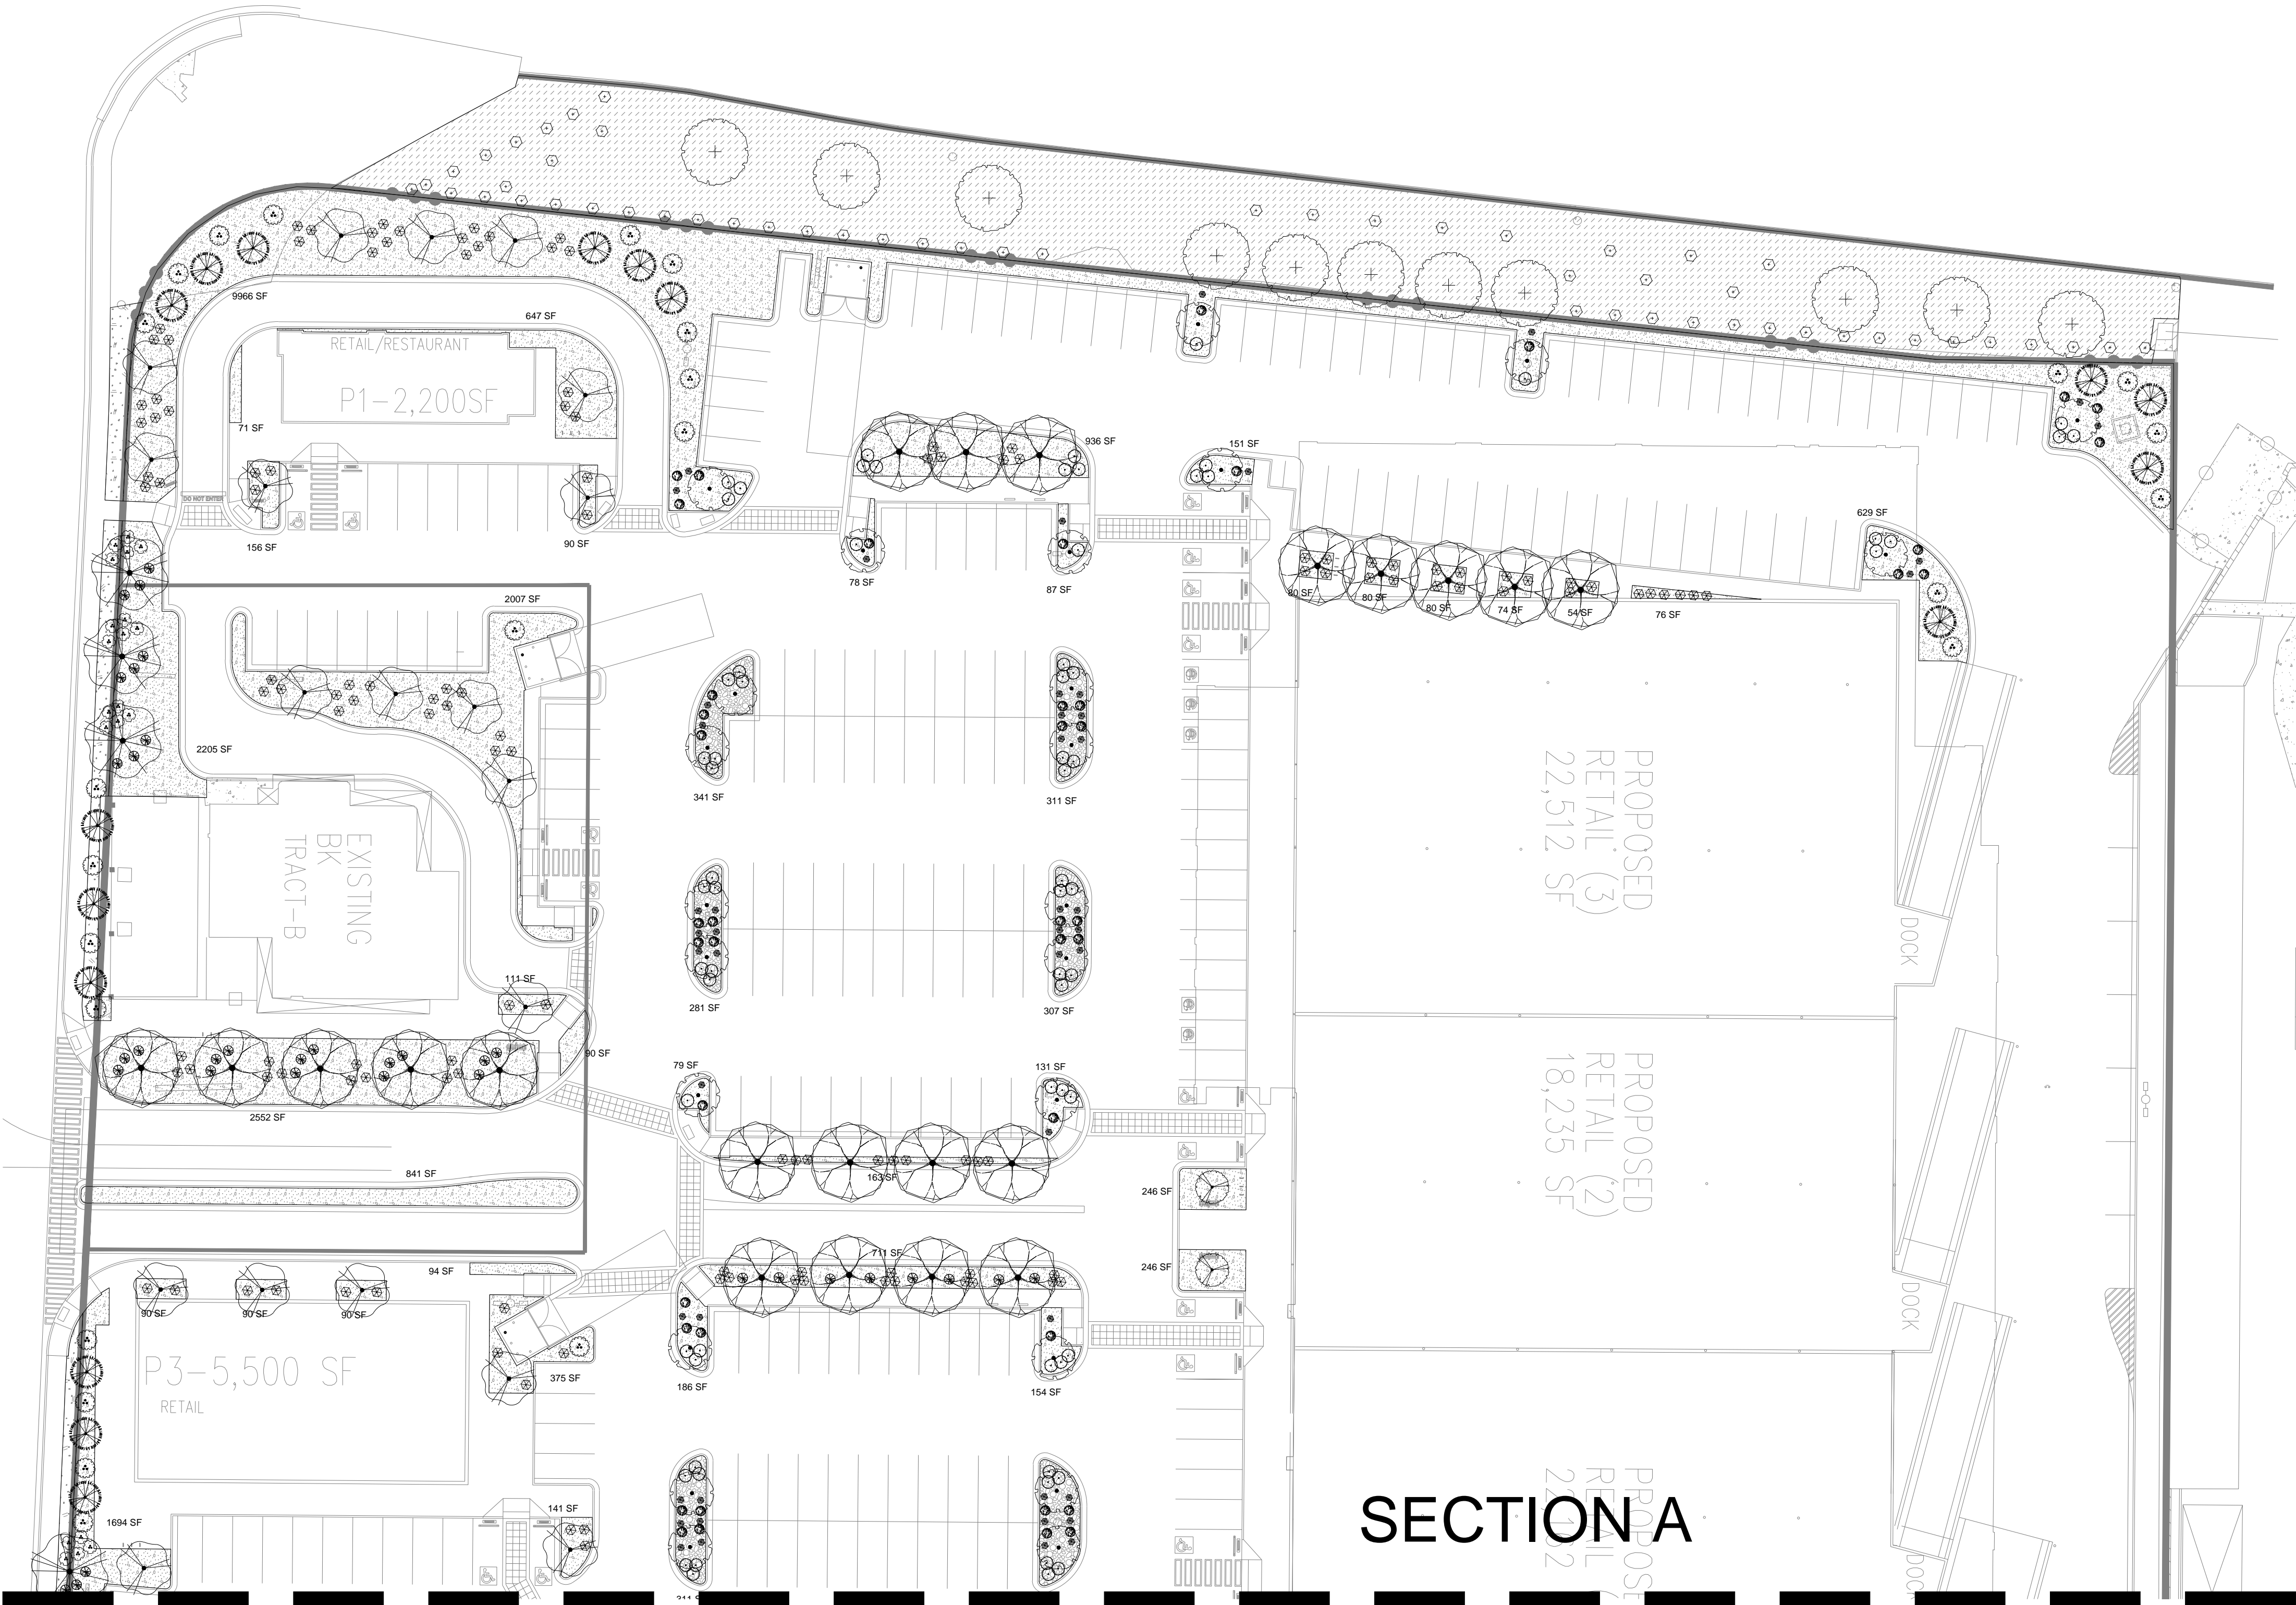 9966 SF
647 SF
RETAIL/RESTAURANT
P1-2,200SF
71 SF
936 SF
151 SF
DO NOT ENTER
156 SF
90 SF
78 SF
87 SF
629 SF
80 SF
80 SF
80 SF
74 SF
54 SF
76 SF
2007 SF
2205 SF
341 SF
311 SF
PROPOSED
RETAIL (3)
22,512 SF
EXISTING
BK
TRACT-B
DOCK
111 SF
281 SF
307 SF
90 SF
79 SF
131 SF
2552 SF
PROPOSED
RETAIL (2)
18,235 SF
841 SF
163 SF
246 SF
711 SF
246 SF
94 SF
90 SF
90 SF
90 SF
DOCK
P3-5,500 SF
RETAIL
375 SF
186 SF
154 SF
141 SF
1694 SF
SECTION A